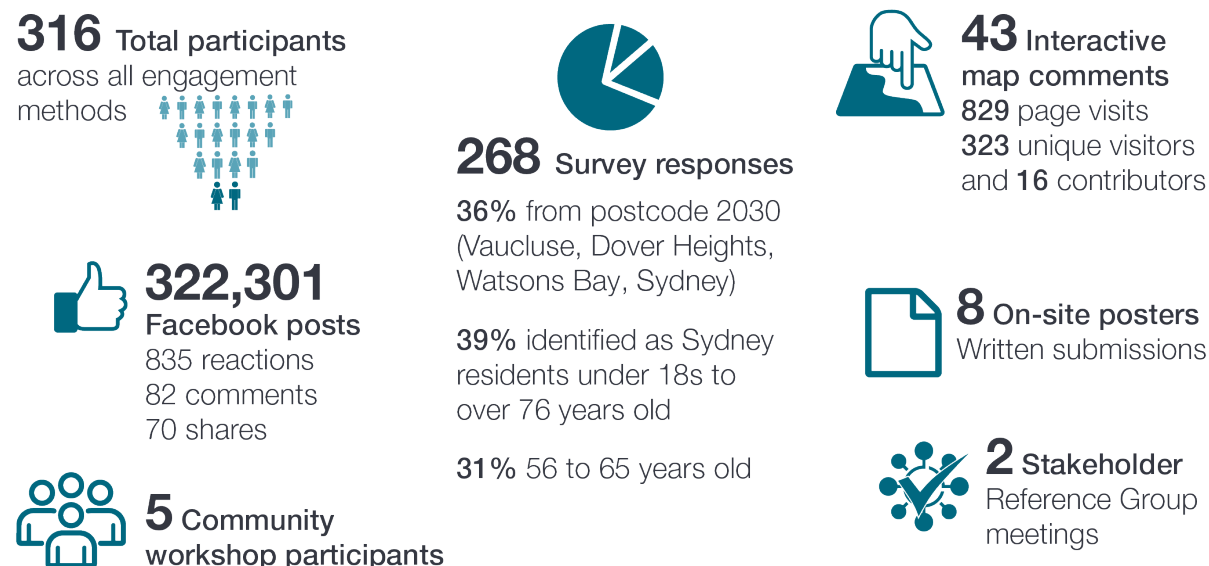 316 Total participants
across all engagement
methods
322,301
Facebook posts
835 reactions
82 comments
70 shares
5 Community
workshop participants
268 Survey responses
36% from postcode 2030
(Vaucluse, Dover Heights,
Watsons Bay, Sydney)
39% identified as Sydney
residents under 18s to
over 76 years old
31% 56 to 65 years old
43 Interactive
map comments
829 page visits
323 unique visitors
and 16 contributors
8 On-site posters
Written submissions
2 Stakeholder
Reference Group
meetings